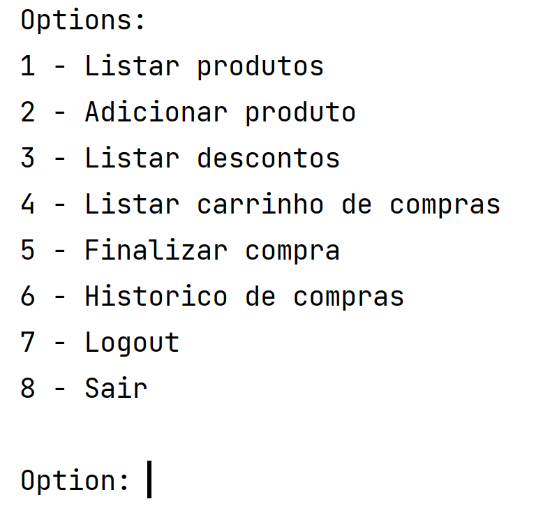 Options:
1 - Listar produtos
2 - Adicionar produto
3 - Listar descontos
4 - Listar carrinho de compras
5 - Finalizar compra
6 - Historico de compras
7 - Logout
8 - Sair
Option: